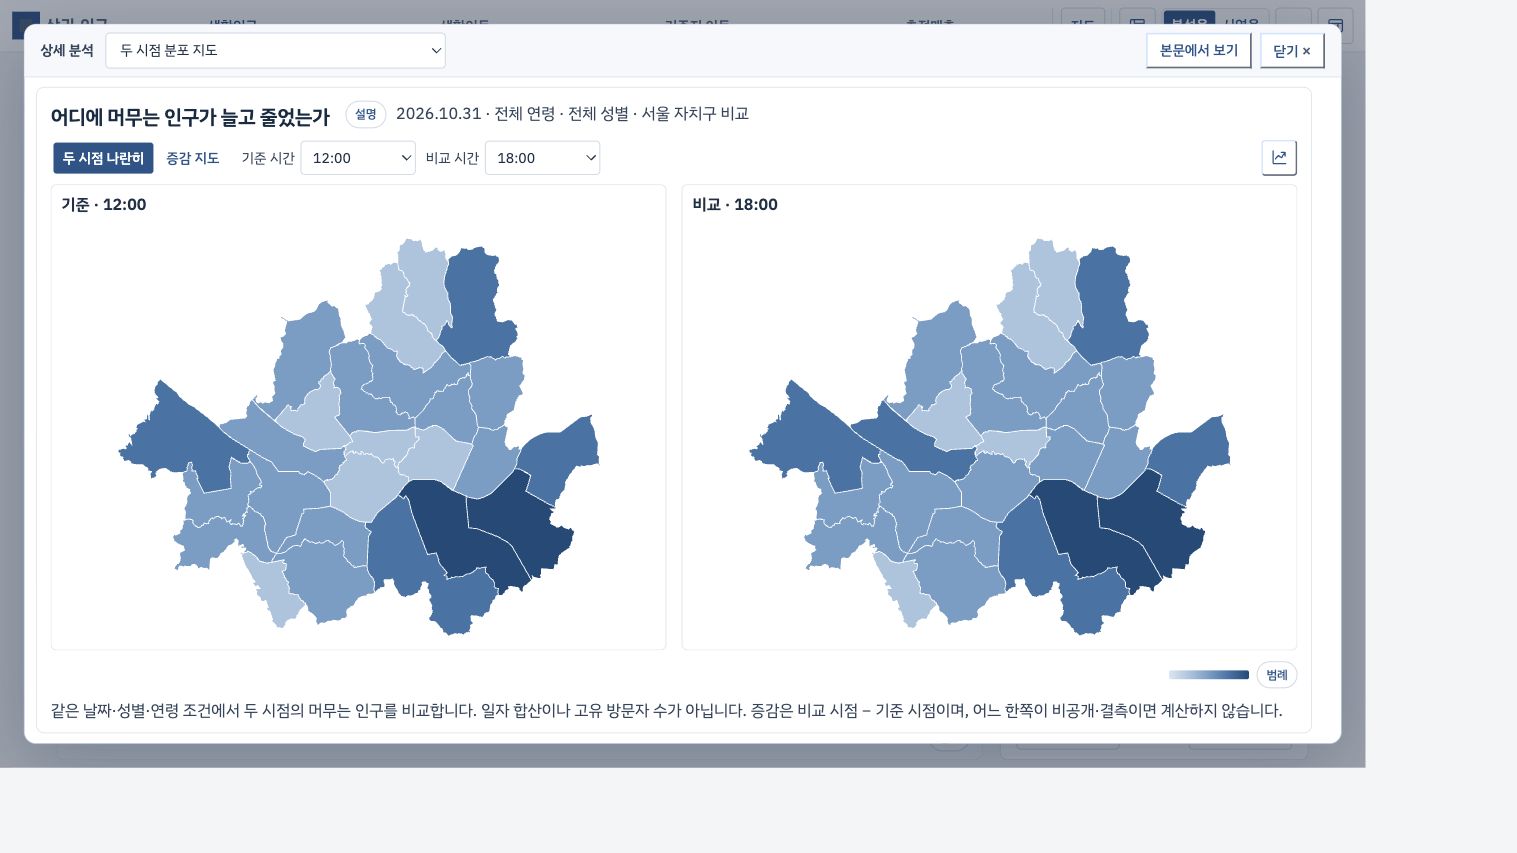 상세 분석
두 시점 분포 지도
본문에서 보기
닫기 ×
어디에 머무는 인구가 늘고 줄었는가
설명
2026.10.31 · 전체 연령 · 전체 성별 · 서울 자치구 비교
두 시점 나란히
증감 지도
기준 시간
12:00
비교 시간
18:00
기준 · 12:00
비교 · 18:00
범례
같은 날짜·성별·연령 조건에서 두 시점의 머무는 인구를 비교합니다. 일자 합산이나 고유 방문자 수가 아닙니다. 증감은 비교 시점 − 기준 시점이며, 어느 한쪽이 비공개·결측이면 계산하지 않습니다.